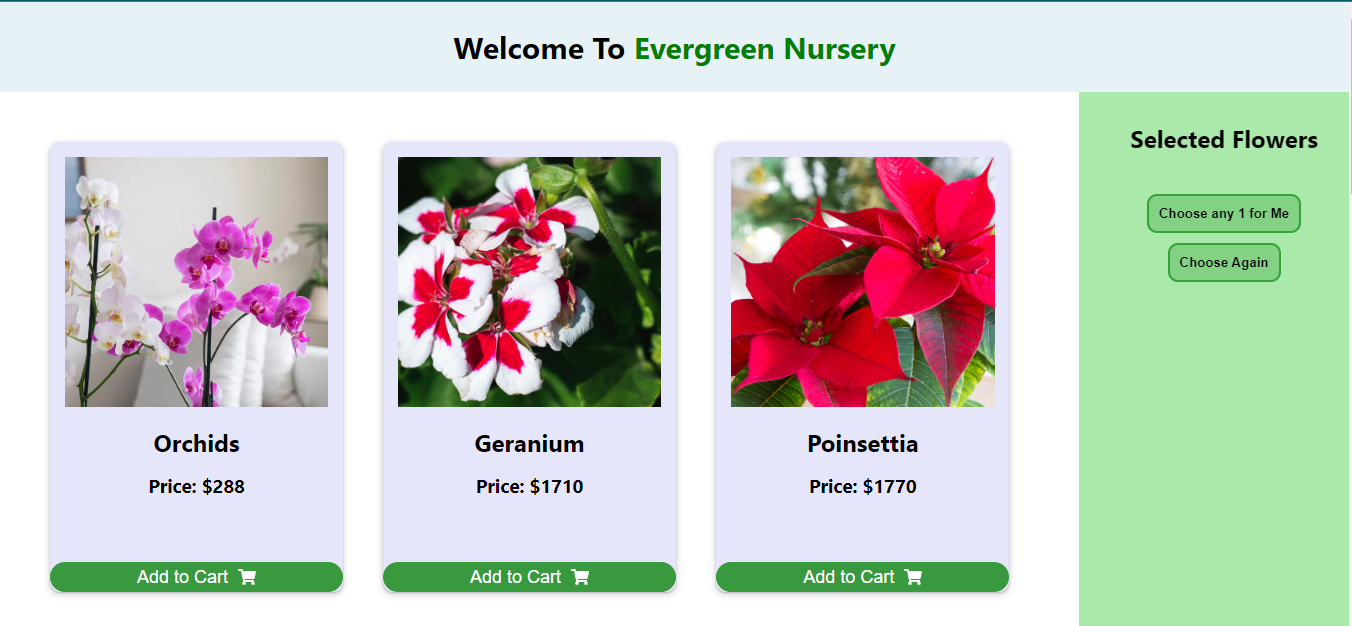 Welcome To Evergreen Nursery
Selected Flowers
Choose any 1 for Me
Choose Again
Orchids
Price: $288
Add to Cart
Geranium
Price: $1710
Add to Cart
Poinsettia
Price: $1770
Add to Cart